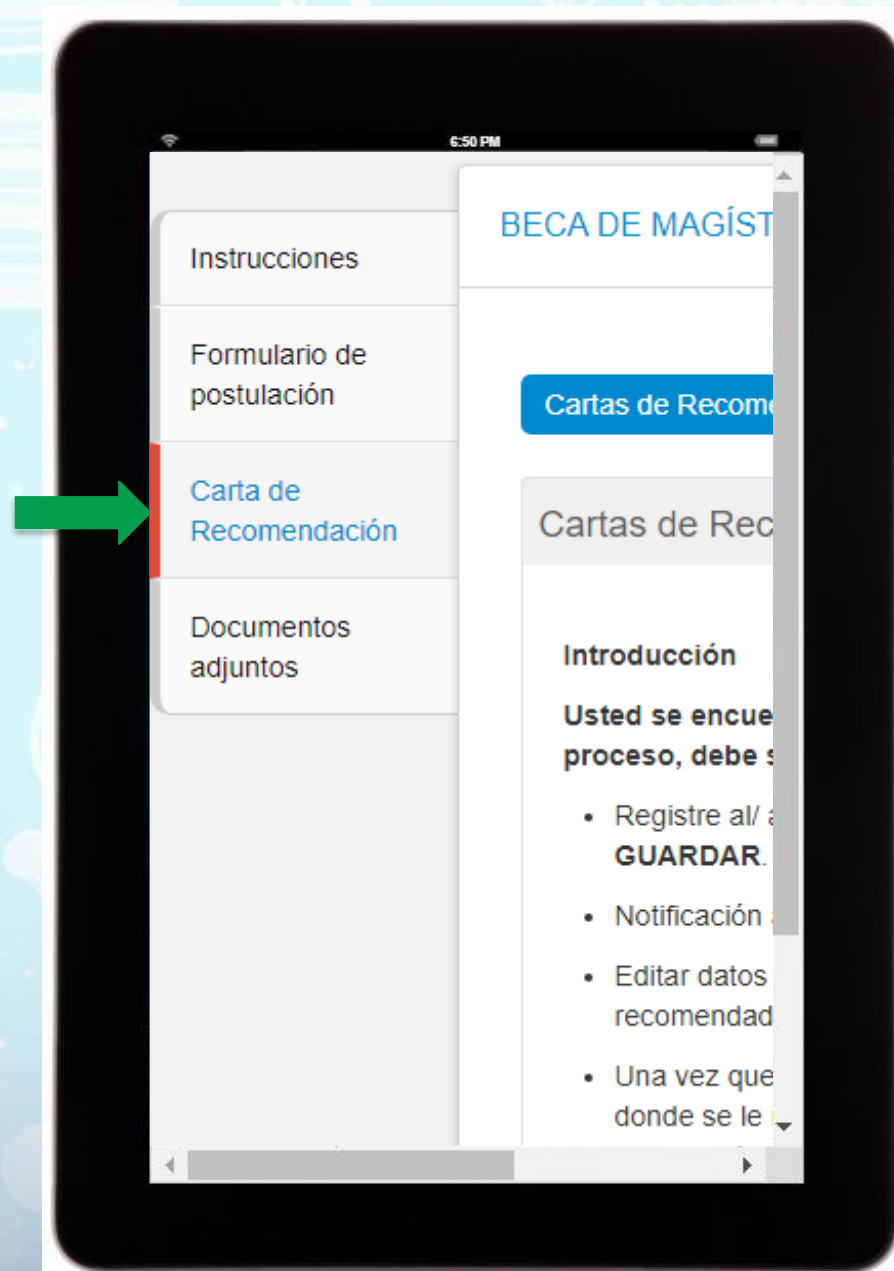 6:50 PM
Instrucciones
Formulario de
postulación
Carta de
Recomendación
Documentos
adjuntos
BECA DE MAGÍST
Cartas de Recom
Cartas de Rec
Introducción
Usted se encue
proceso, debe s
• Registre al/ a
GUARDAR.
• Notificación
• Editar datos
recomendad
• Una vez que
donde se le